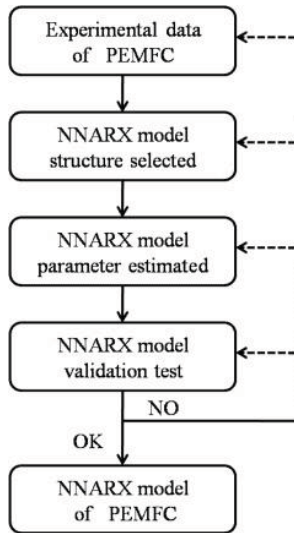 Experimental data
of PEMFC
NNARX model
structure selected
NNARX model
parameter estimated
NNARX model
validation test
NO
OK
NNARX model
of PEMFC